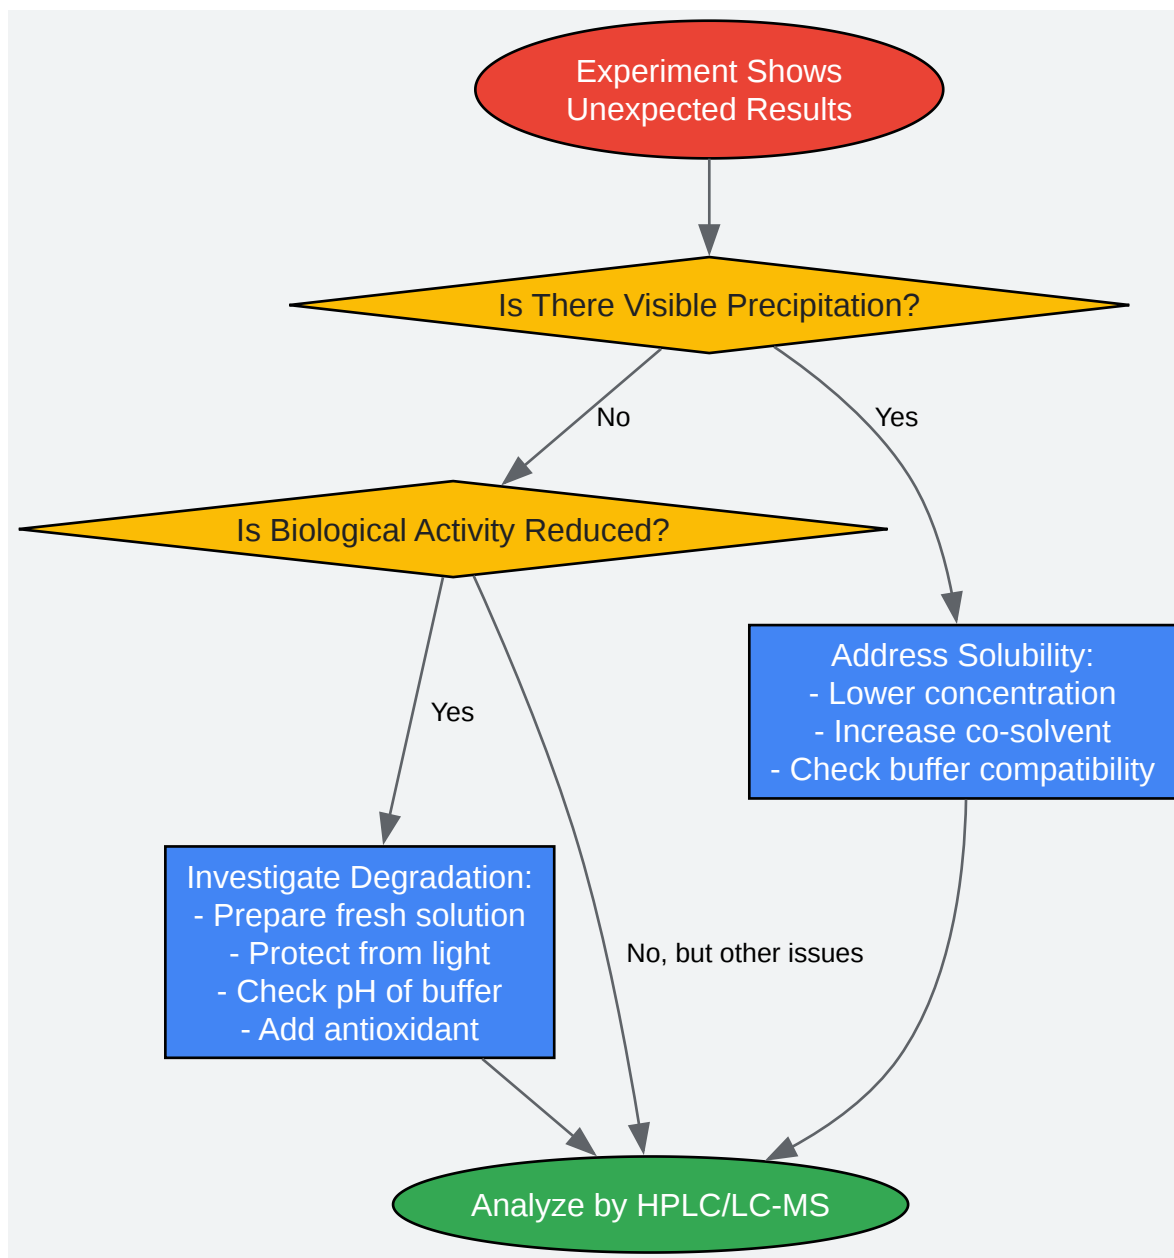 Experiment Shows
Unexpected Results
Is There Visible Precipitation?
No
Yes
Is Biological Activity Reduced?
Address Solubility:
- Lower concentration
- Increase co-solvent
- Check buffer compatibility
Yes
Investigate Degradation:
- Prepare fresh solution
- Protect from light
- Check pH of buffer
- Add antioxidant
No, but other issues
Analyze by HPLC/LC-MS